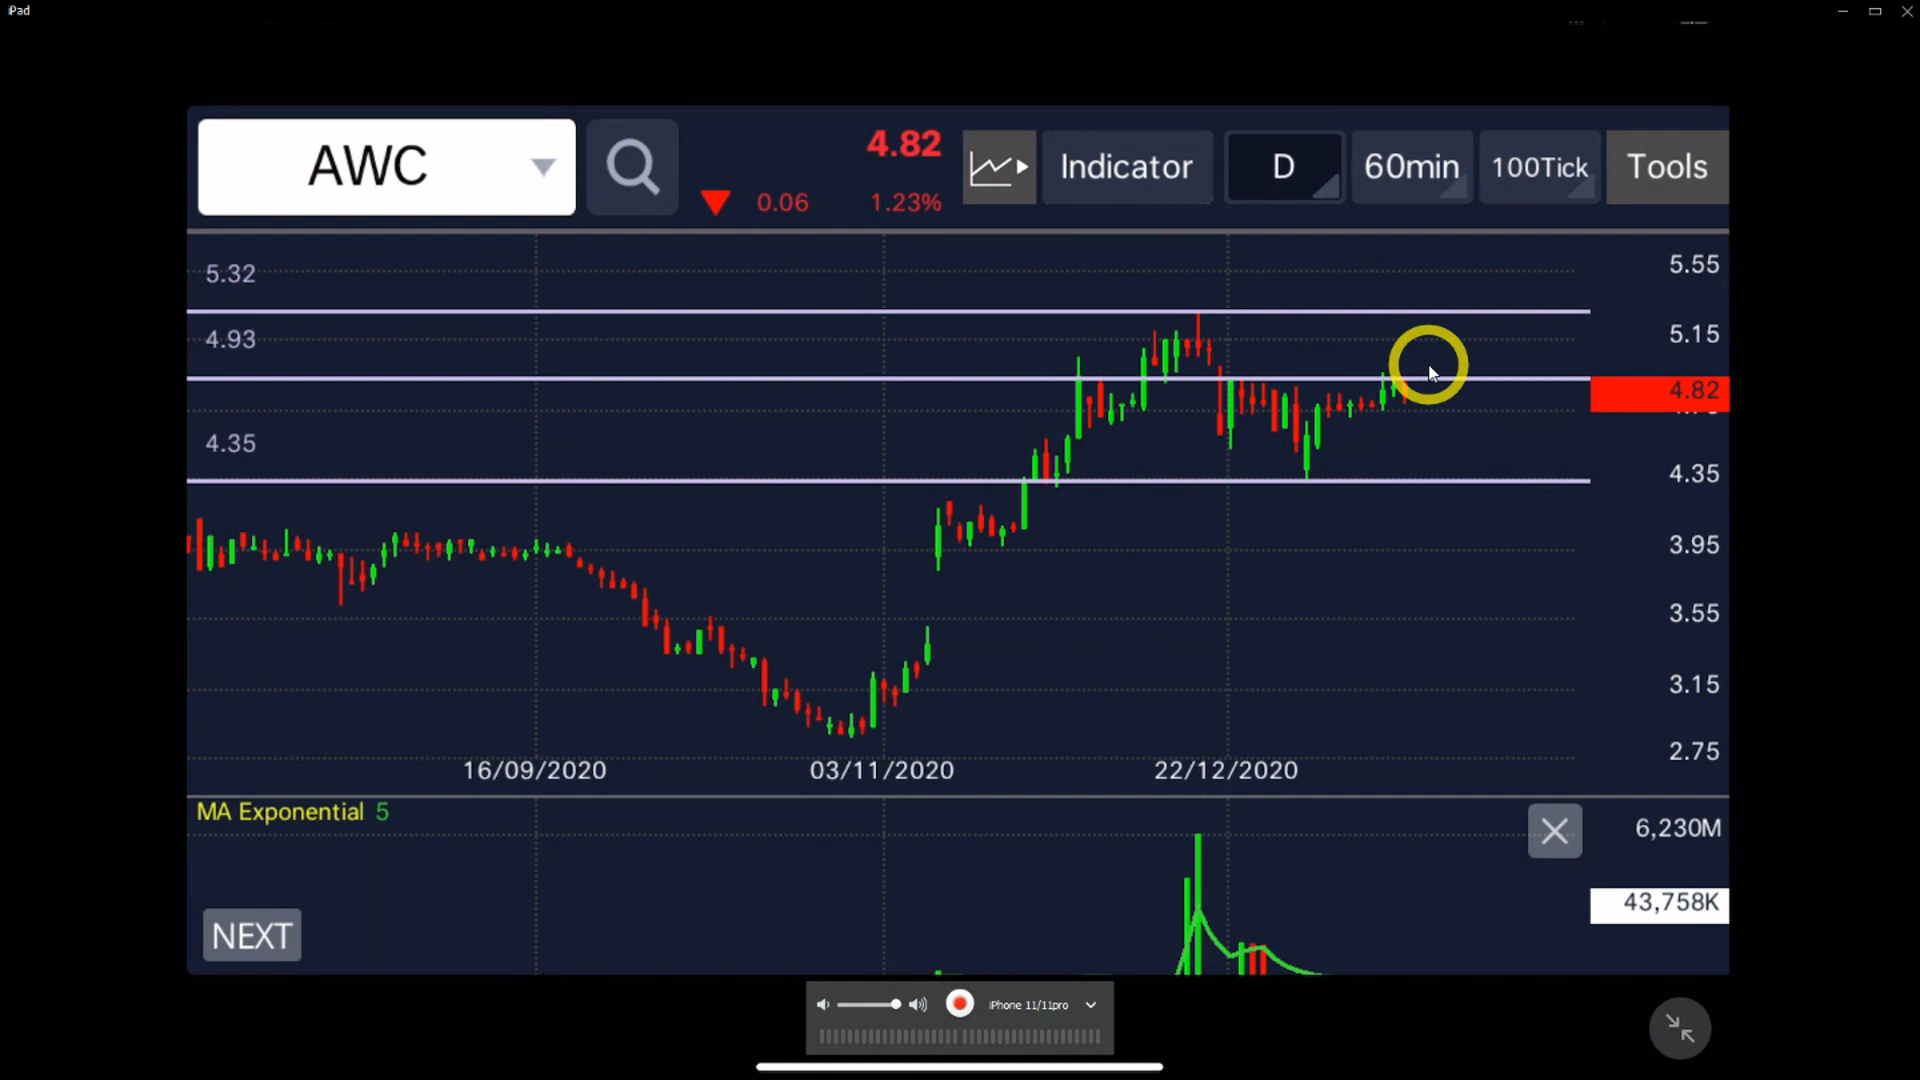 iPad
AWC
4.82
0.06 1.23%
Indicator
D
60min
100Tick
Tools
5.32
4.93
4.35
5.55
5.15
4.82
4.35
3.95
3.55
3.15
2.75
16/09/2020 03/11/2020 22/12/2020
MA Exponential 5
6,230M
43,758K
NEXT
iPhone 11/11pro